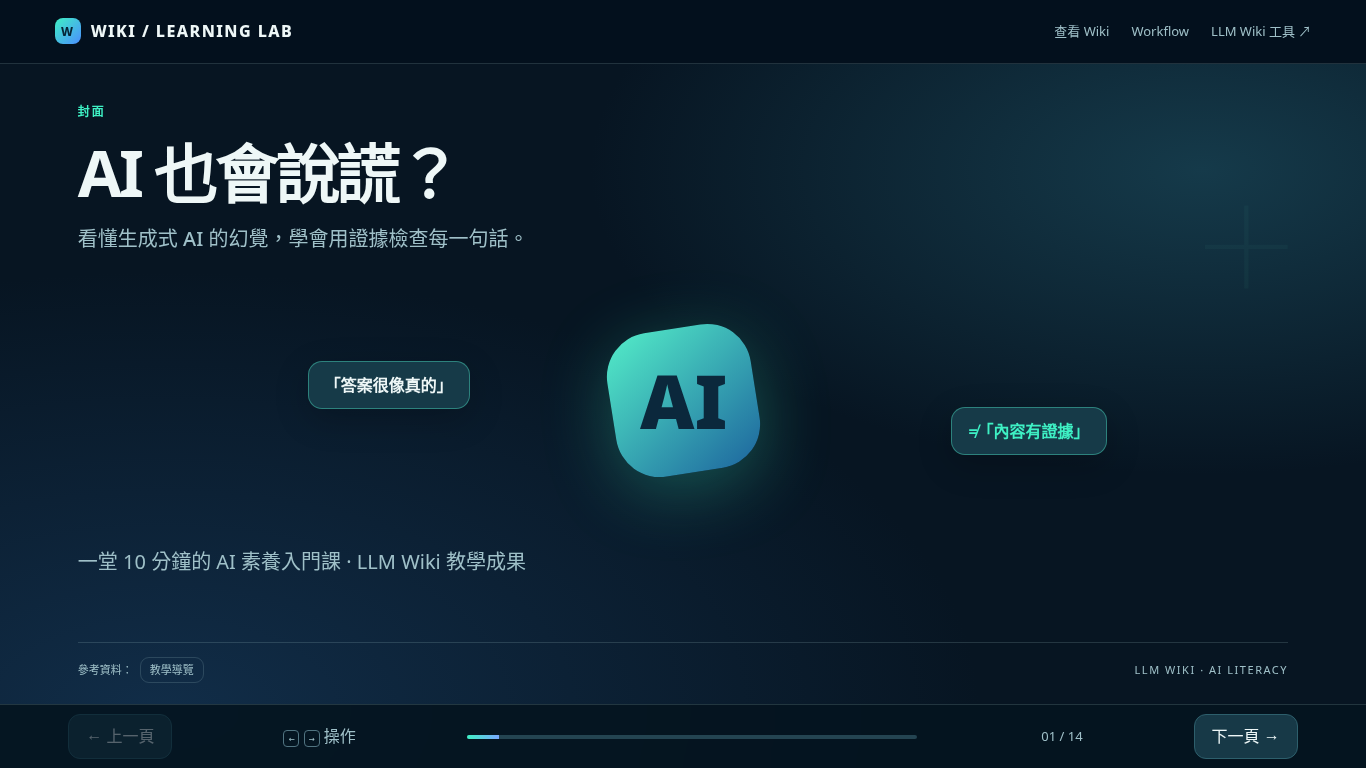 W WIKI / LEARNING LAB
查看 Wiki Workflow LLM Wiki 工具 ↗
封面
AI 也會說謊？
看懂生成式 AI 的幻覺，學會用證據檢查每一句話。
「答案很像真的」
AI
≠「內容有證據」
一堂 10 分鐘的 AI 素養入門課 · LLM Wiki 教學成果
參考資料： 教學導覽
LLM WIKI · AI LITERACY
← 上一頁 ← → 操作 01 / 14 下一頁 →